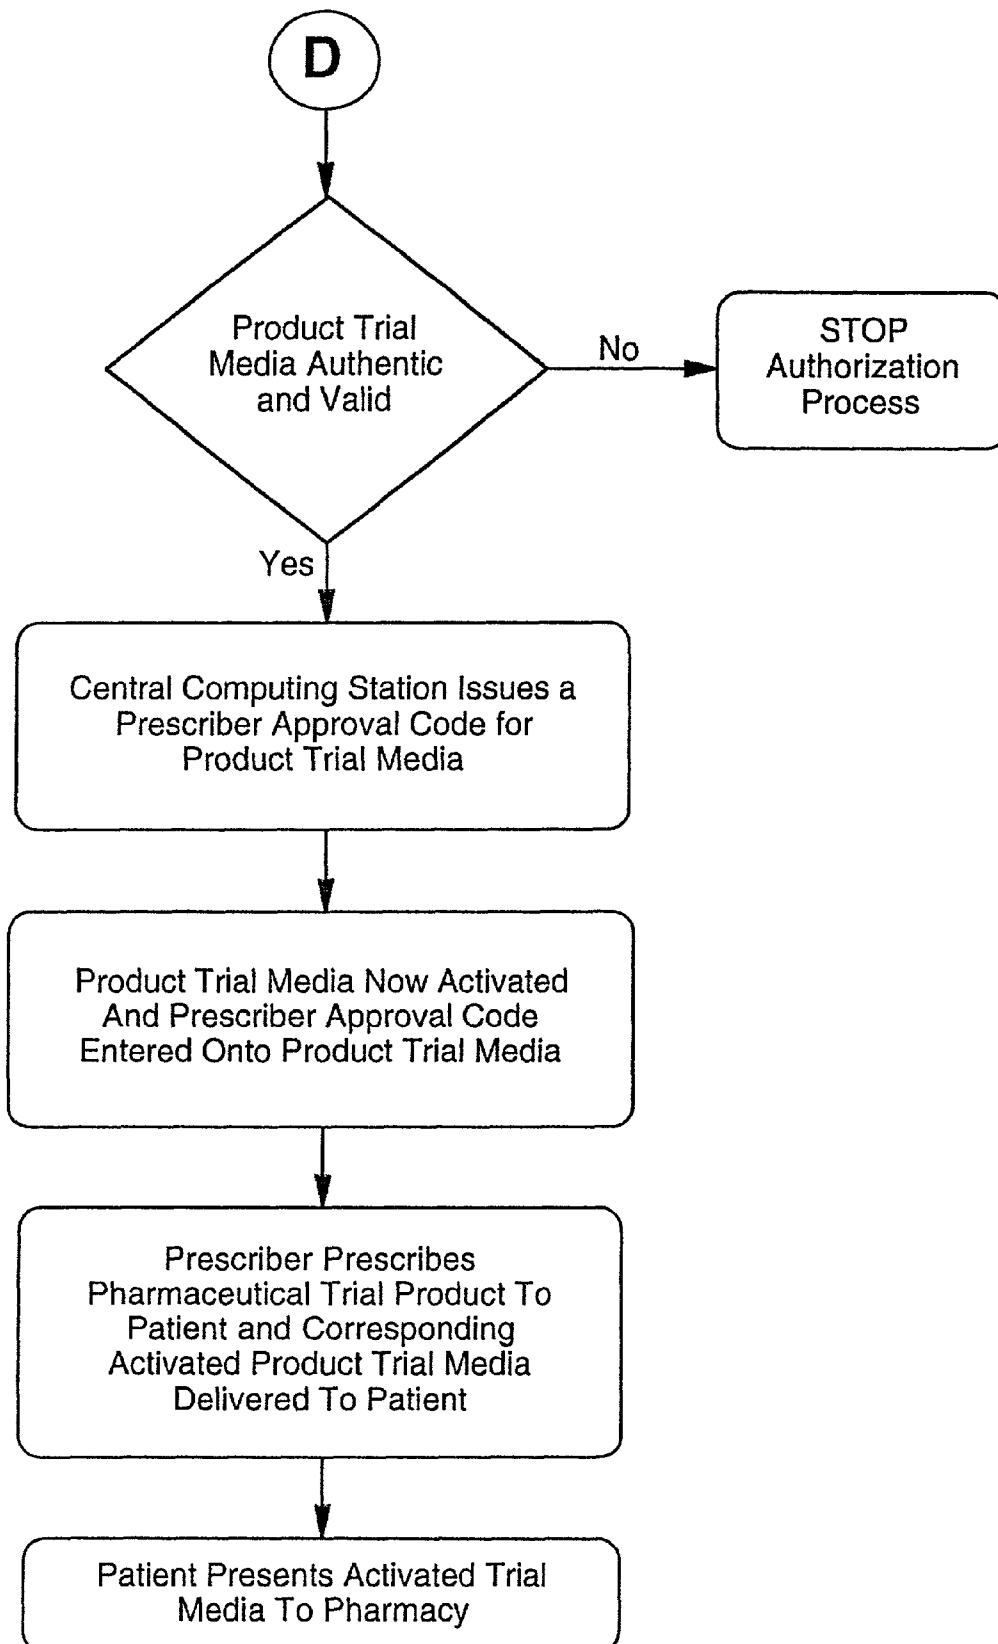 D
Product Trial
Media Authentic
and Valid
No
STOP
Authorization
Process
Yes
Central Computing Station Issues a
Prescriber Approval Code for
Product Trial Media
Product Trial Media Now Activated
And Prescriber Approval Code
Entered Onto Product Trial Media
Prescriber Prescribes
Pharmaceutical Trial Product To
Patient and Corresponding
Activated Product Trial Media
Delivered To Patient
Patient Presents Activated Trial
Media To Pharmacy